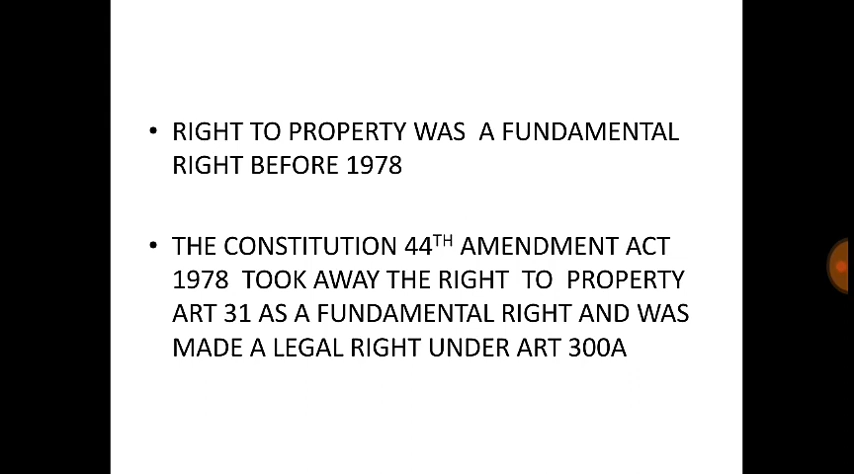 • RIGHT TO PROPERTY WAS A FUNDAMENTAL
RIGHT BEFORE 1978
• THE CONSTITUTION 44TH AMENDMENT ACT
1978 TOOK AWAY THE RIGHT TO PROPERTY
ART 31 AS A FUNDAMENTAL RIGHT AND WAS
MADE A LEGAL RIGHT UNDER ART 300A